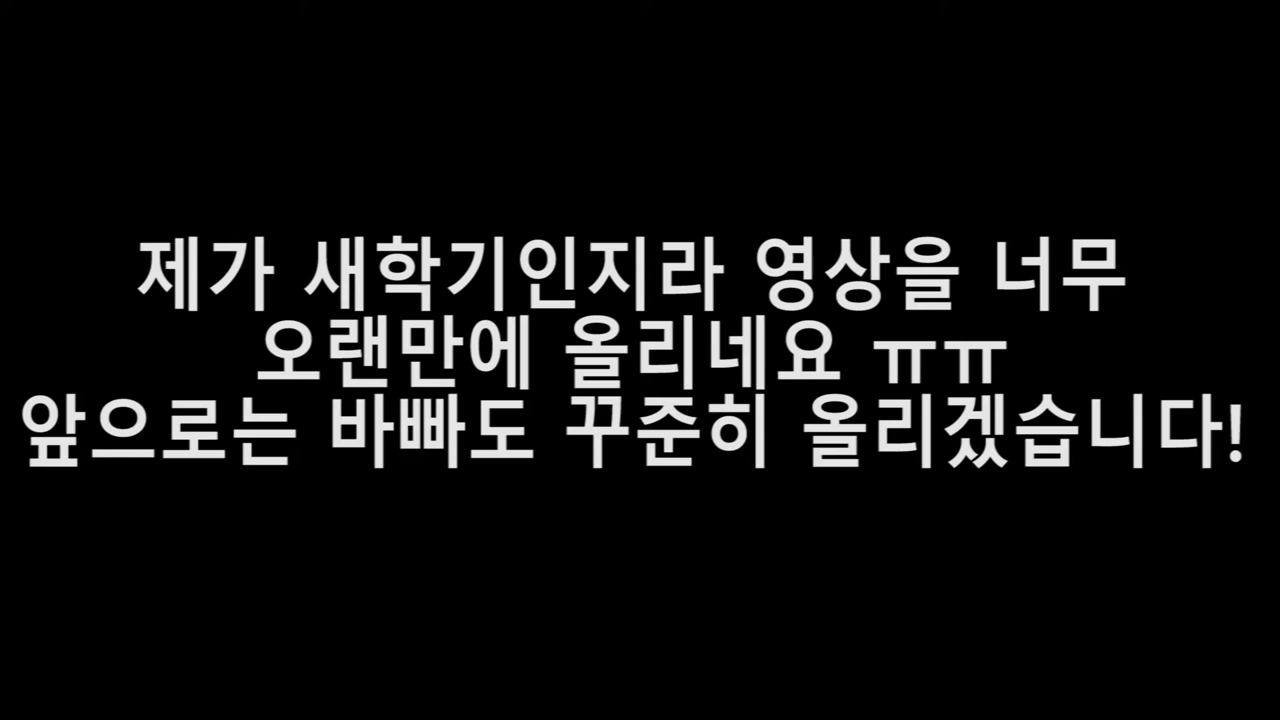 제가 새학기인지라 영상을 너무
오랜만에 올리네요 ㅠㅠ
앞으로는 바빠도 꾸준히 올리겠습니다!